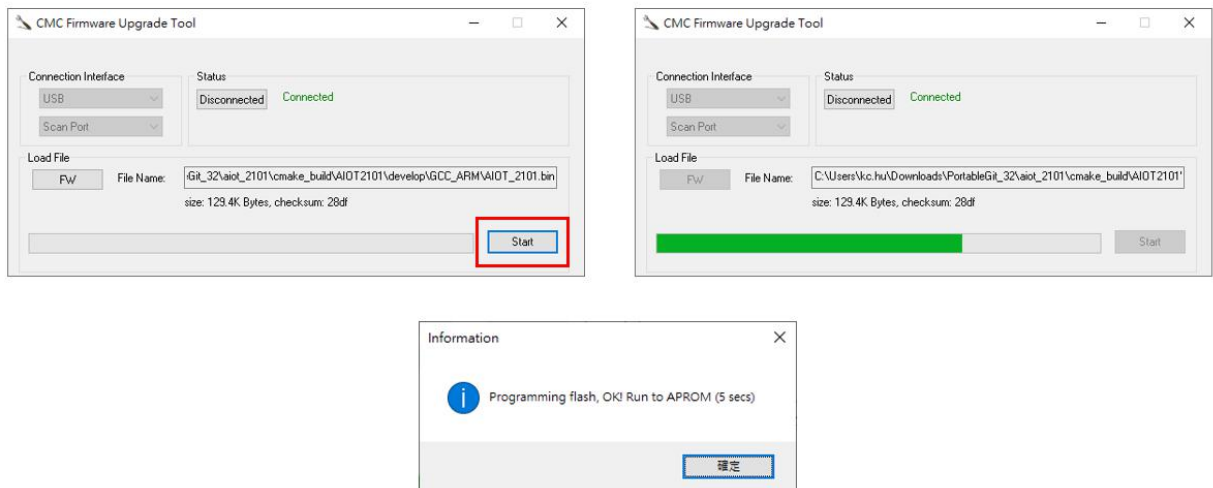 CMC Firmware Upgrade Tool
Connection Interface
USB
Scan Port
Status
Disconnected Connected
Load File
FW File Name: :Git_32\aiot_2101\cmake_build\AIOT2101\develop\GCC_ARM\AIOT_2101.bin
size: 129.4K Bytes, checksum: 28df
Start
CMC Firmware Upgrade Tool
Connection Interface
USB
Scan Port
Status
Disconnected Connected
Load File
FW File Name: C:\Users\kc.hu\Downloads\PortableGit_32\aiot_2101\cmake_build\AIOT2101'
size: 129.4K Bytes, checksum: 28df
Start
Information
Programming flash, OK! Run to APROM (5 secs)
確定